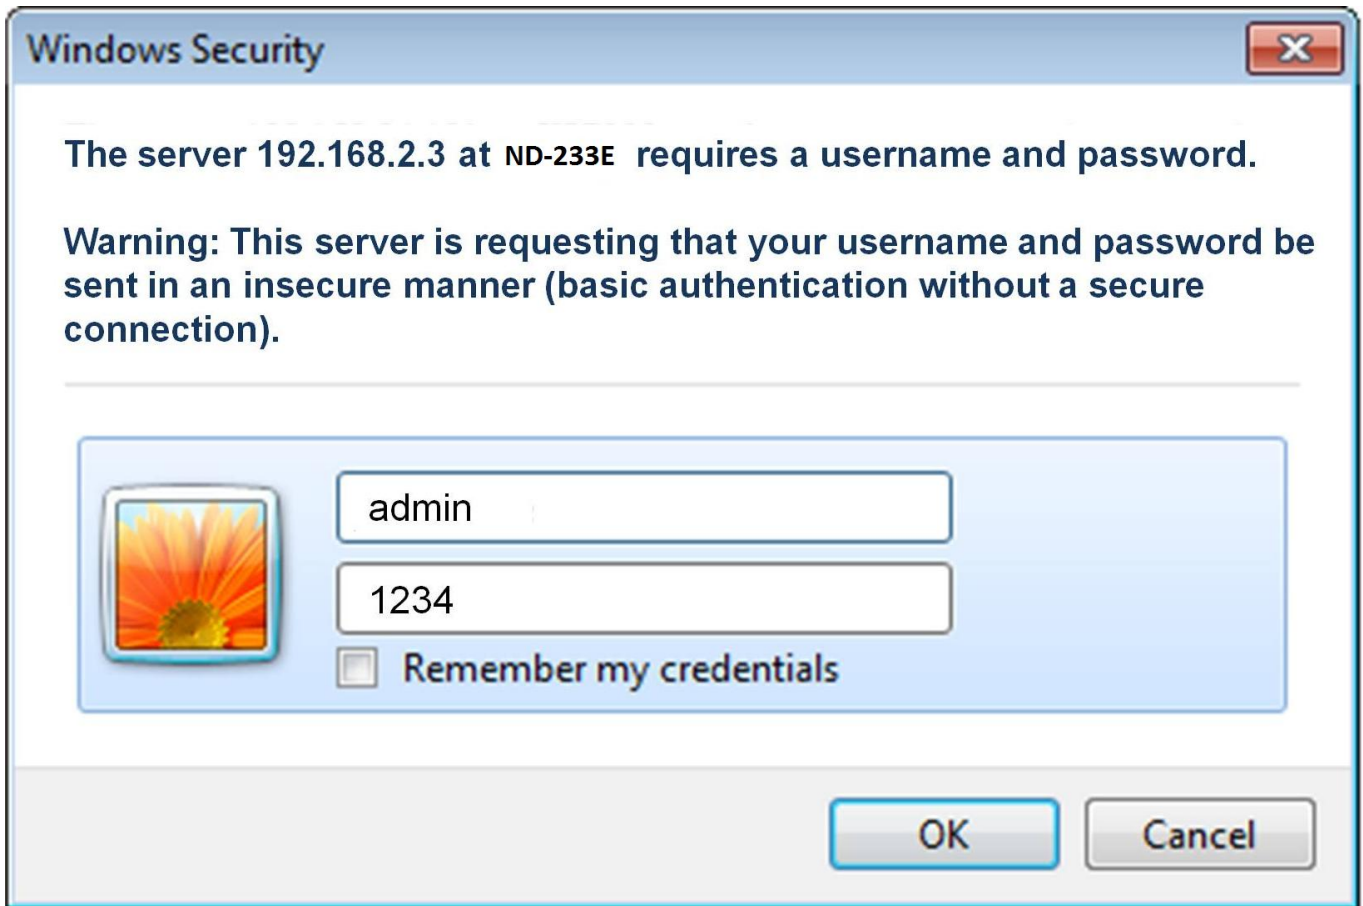 Windows Security
The server 192.168.2.3 at ND-233E requires a username and password.
Warning: This server is requesting that your username and password be
sent in an insecure manner (basic authentication without a secure
connection).
admin
1234
Remember my credentials
OK
Cancel